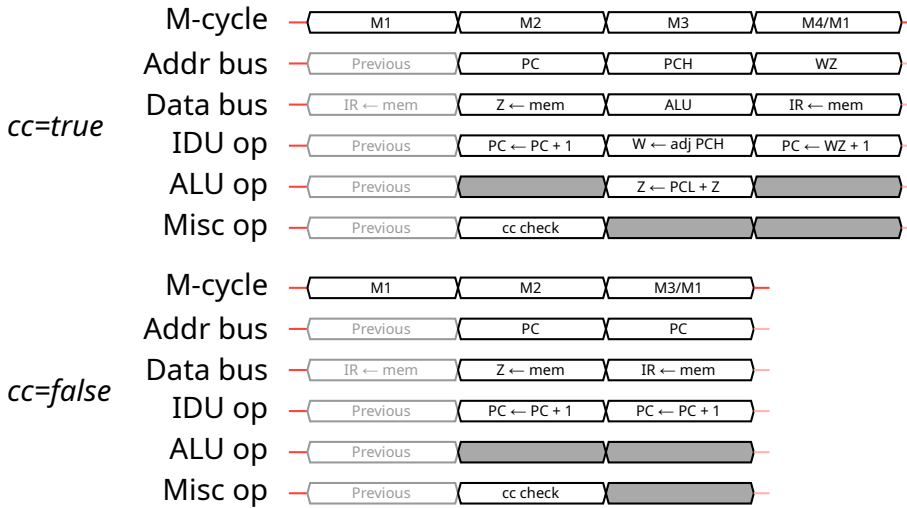 M-cycle M1 M2 M3 M4/M1
Addr bus Previous PC PCH WZ
cc=true
Data bus IR ← mem Z ← mem ALU IR ← mem
IDU op Previous PC ← PC + 1 W ← adj PCH PC ← WZ + 1
ALU op Previous Z ← PCL + Z
Misc op Previous cc check
M-cycle M1 M2 M3/M1
Addr bus Previous PC PC
cc=false
Data bus IR ← mem Z ← mem IR ← mem
IDU op Previous PC ← PC + 1 PC ← PC + 1
ALU op Previous
Misc op Previous cc check